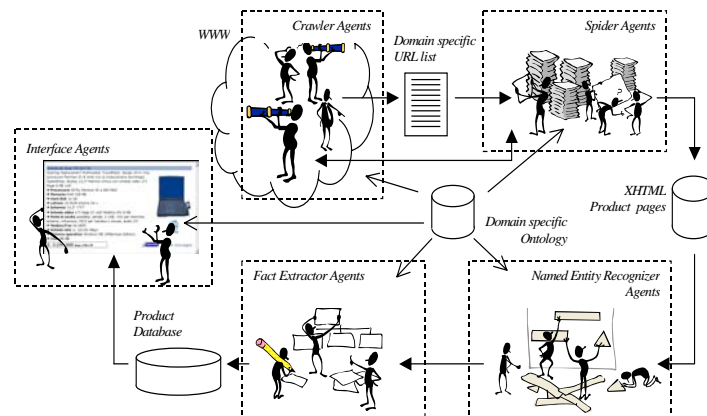 WWW
Crawler Agents
Domain specific
URL list
Spider Agents
Interface Agents
XHTML
Product pages
Domain specific
Ontology
Fact Extractor Agents
Named Entity Recognizer
Agents
Product
Database